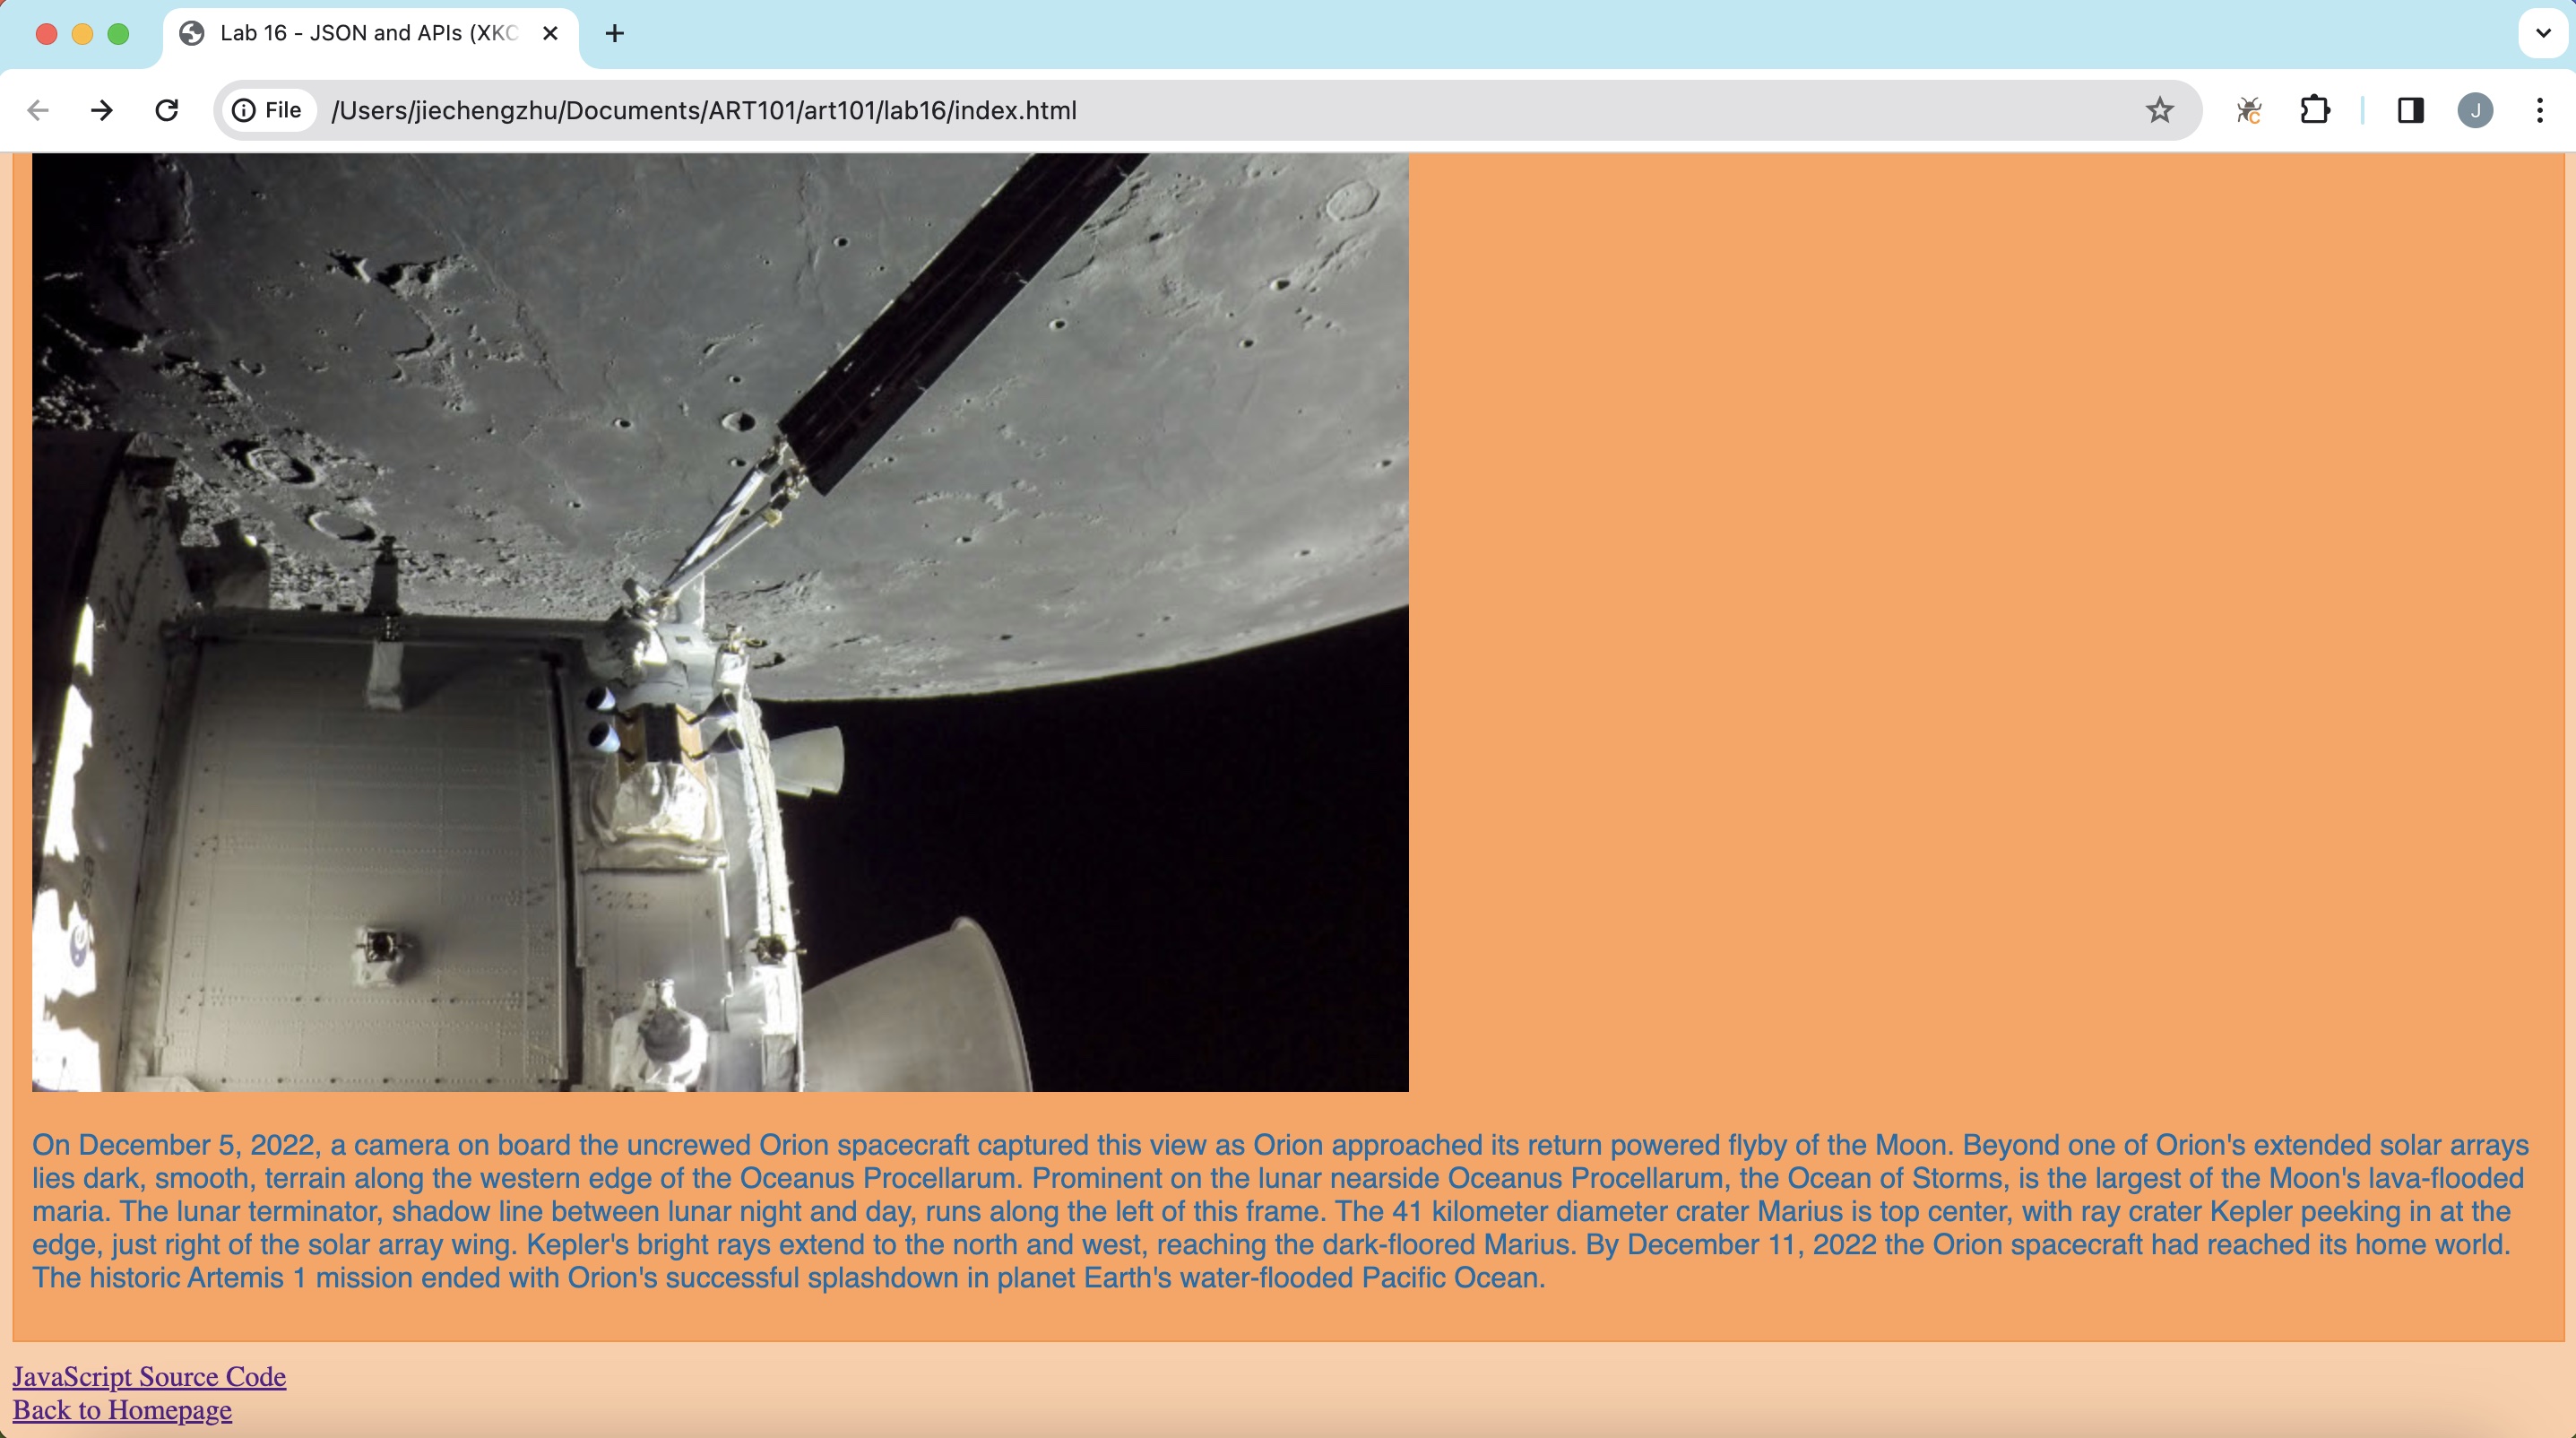 Lab 16 - JSON and APIs (XKC
File
/Users/jiechengzhu/Documents/ART101/art101/lab16/index.html
J
esa
On December 5, 2022, a camera on board the uncrewed Orion spacecraft captured this view as Orion approached its return powered flyby of the Moon. Beyond one of Orion's extended solar arrays
lies dark, smooth, terrain along the western edge of the Oceanus Procellarum. Prominent on the lunar nearside Oceanus Procellarum, the Ocean of Storms, is the largest of the Moon's lava-flooded
maria. The lunar terminator, shadow line between lunar night and day, runs along the left of this frame. The 41 kilometer diameter crater Marius is top center, with ray crater Kepler peeking in at the
edge, just right of the solar array wing. Kepler's bright rays extend to the north and west, reaching the dark-floored Marius. By December 11, 2022 the Orion spacecraft had reached its home world.
The historic Artemis 1 mission ended with Orion's successful splashdown in planet Earth's water-flooded Pacific Ocean.
JavaScript Source Code
Back to Homepage